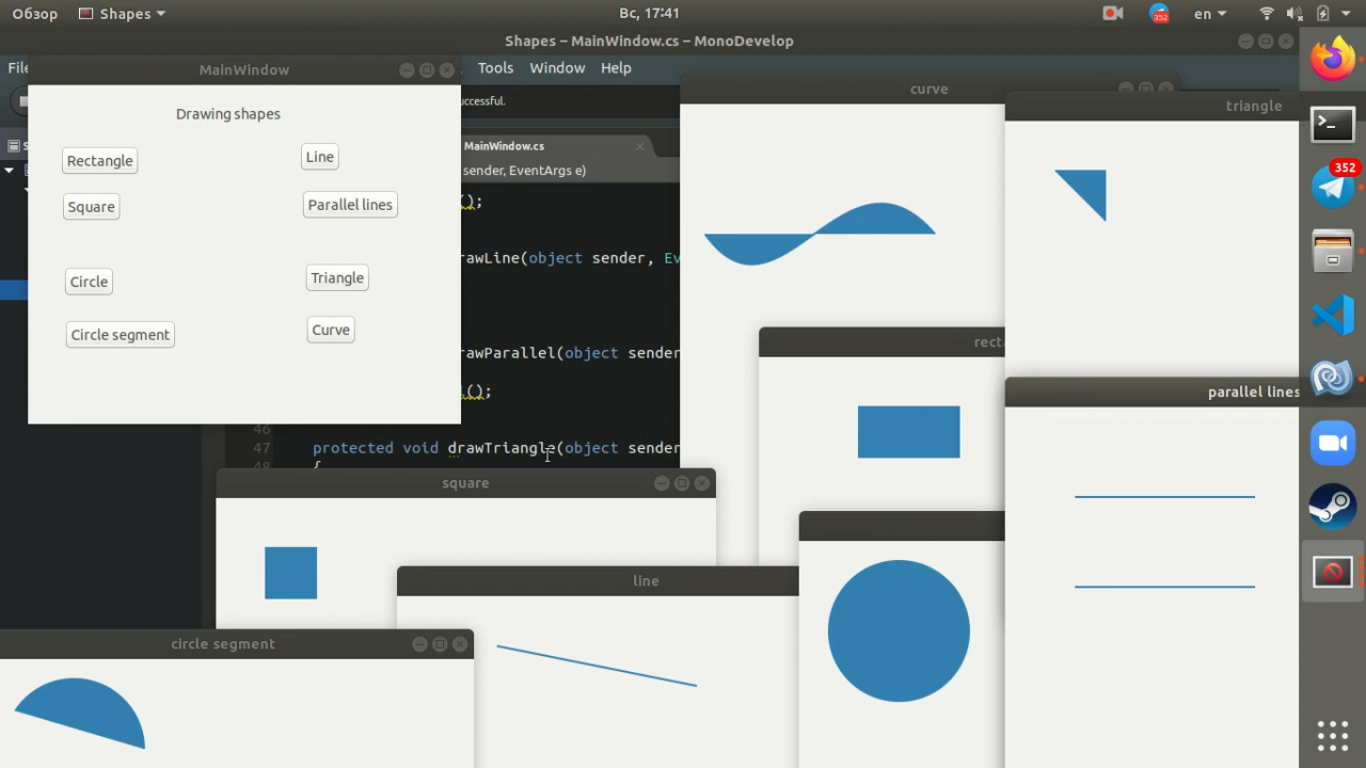 Обзор Shapes Вс, 17:41 352 en
Shapes – MainWindow.cs – MonoDevelop
File Tools Window Help
MainWindow
Drawing shapes
Rectangle Line
Square Parallel lines
Circle Triangle
Circle segment Curve
uccessful.
MainWindow.cs
sender, EventArgs e)
();
rawLine(object sender, Ev
rawParallel(object sender
();
46
47 protected void drawTriangle(object sender
48 {
curve
triangle
352
recta
parallel lines
square
line
circle segment